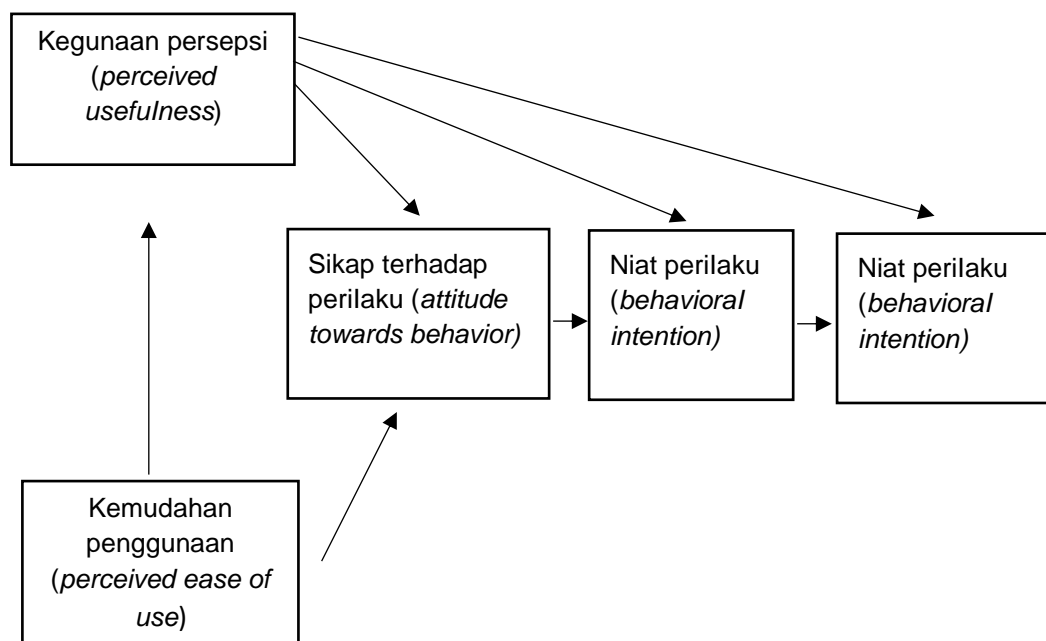 Kegunaan persepsi
(perceived
usefulness)
Sikap terhadap
perilaku (attitude
towards behavior)
Niat perilaku
(behavioral
intention)
Niat perilaku
(behavioral
intention)
Kemudahan
penggunaan
(perceived ease of
use)